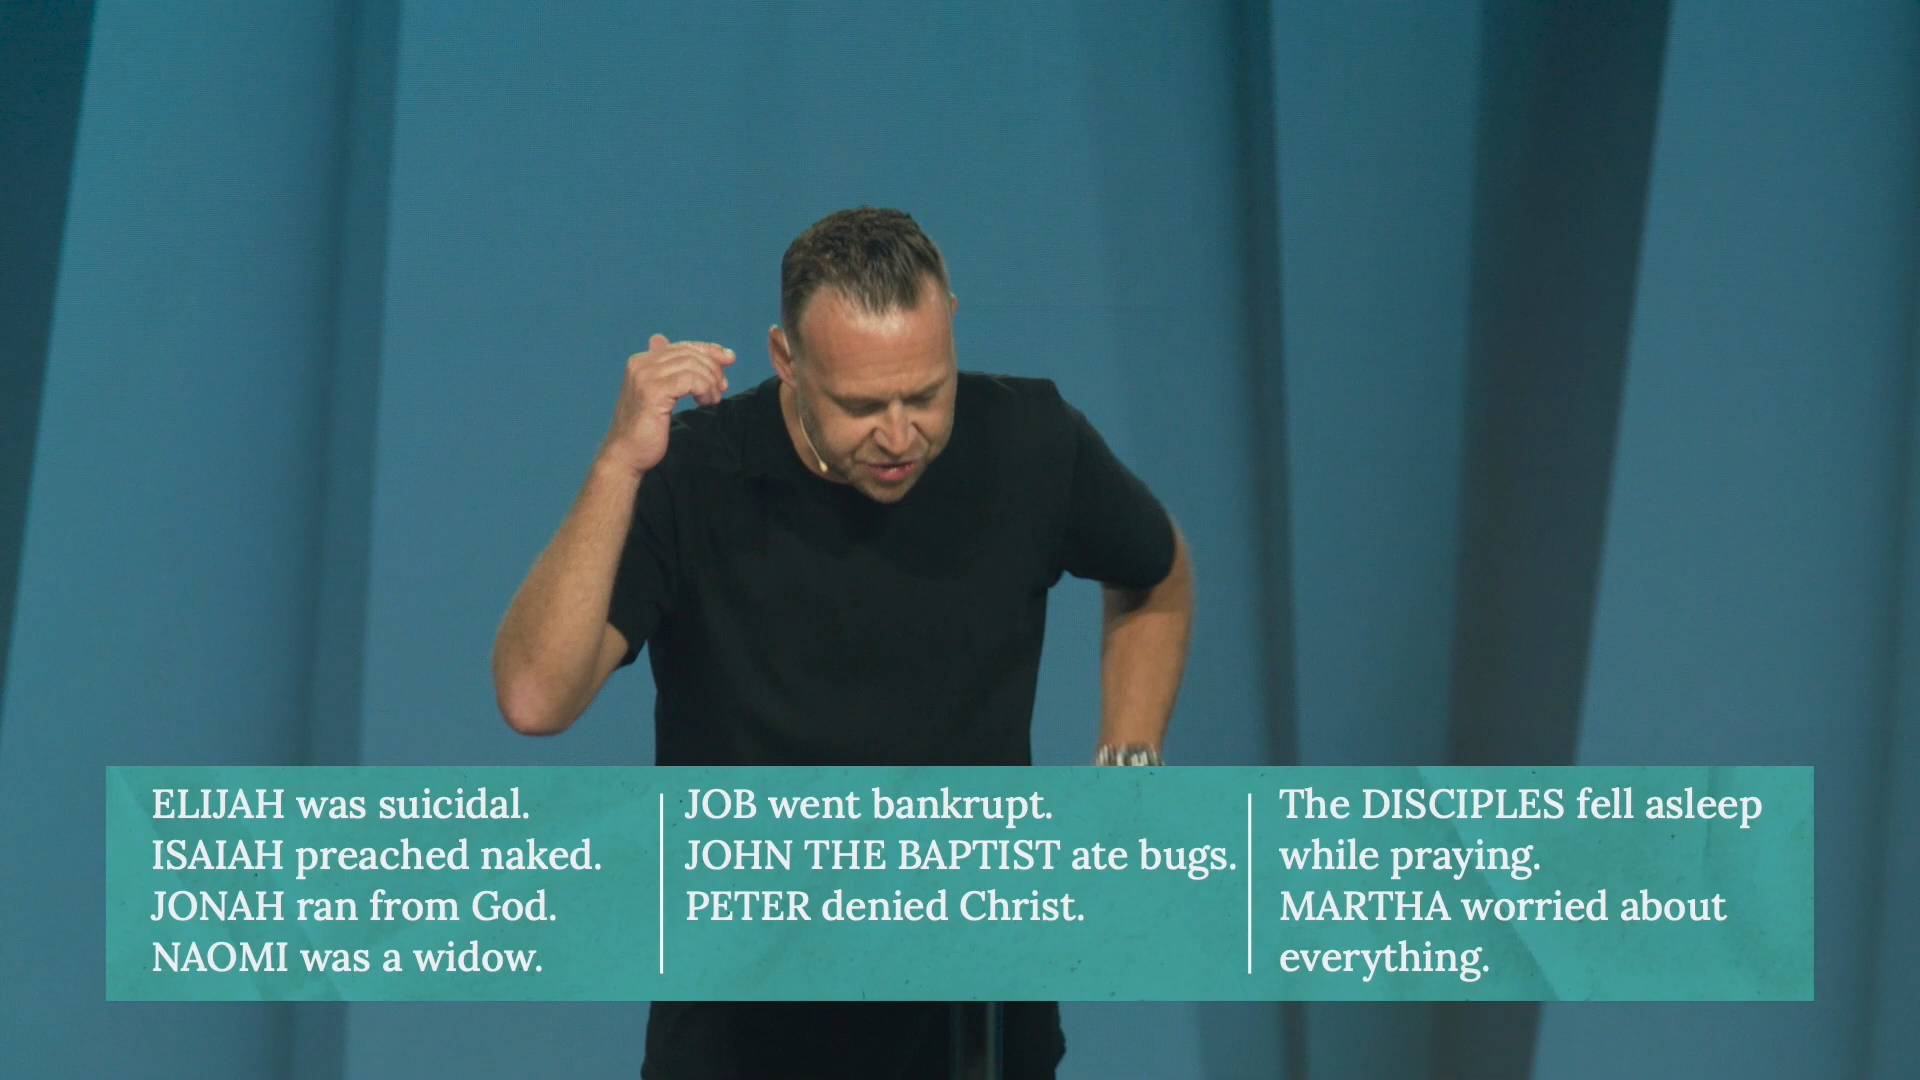 ELIJAH was suicidal.
ISAIAH preached naked.
JONAH ran from God.
NAOMI was a widow.
JOB went bankrupt.
JOHN THE BAPTIST ate bugs.
PETER denied Christ.
The DISCIPLES fell asleep
while praying.
MARTHA worried about
everything.